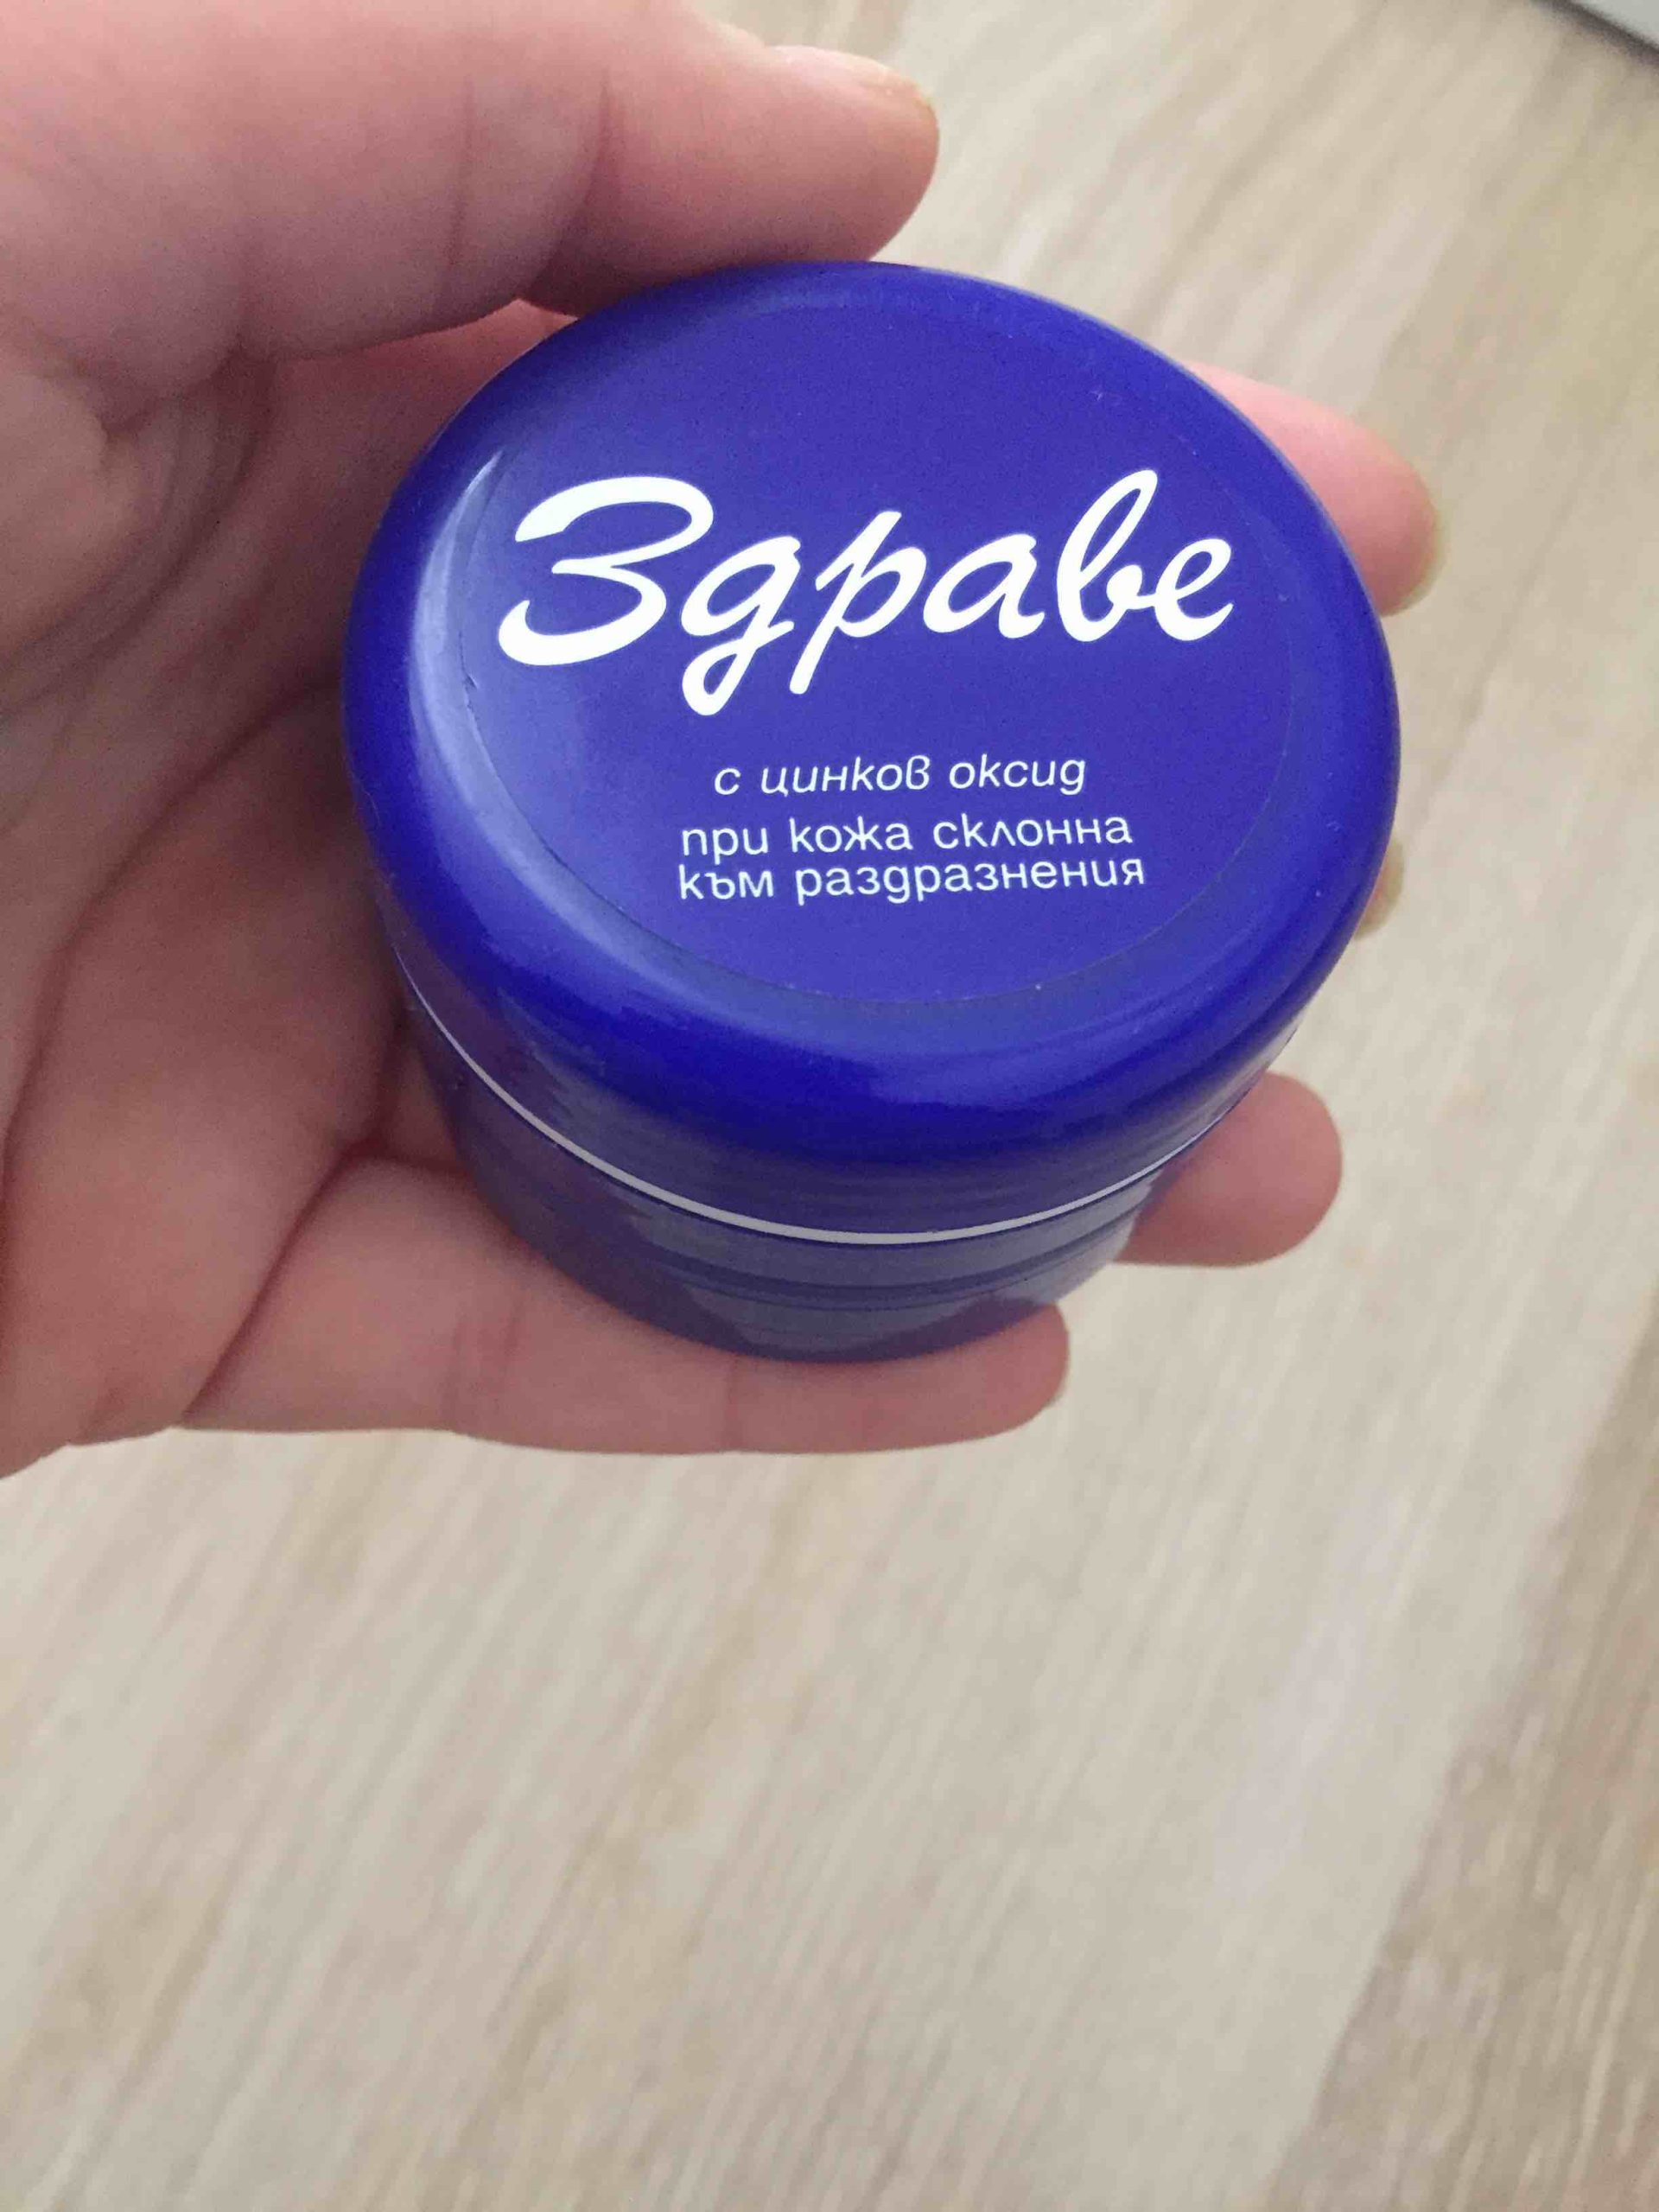 Здраве
с цинков оксид
при кожа склонна
към раздразнения